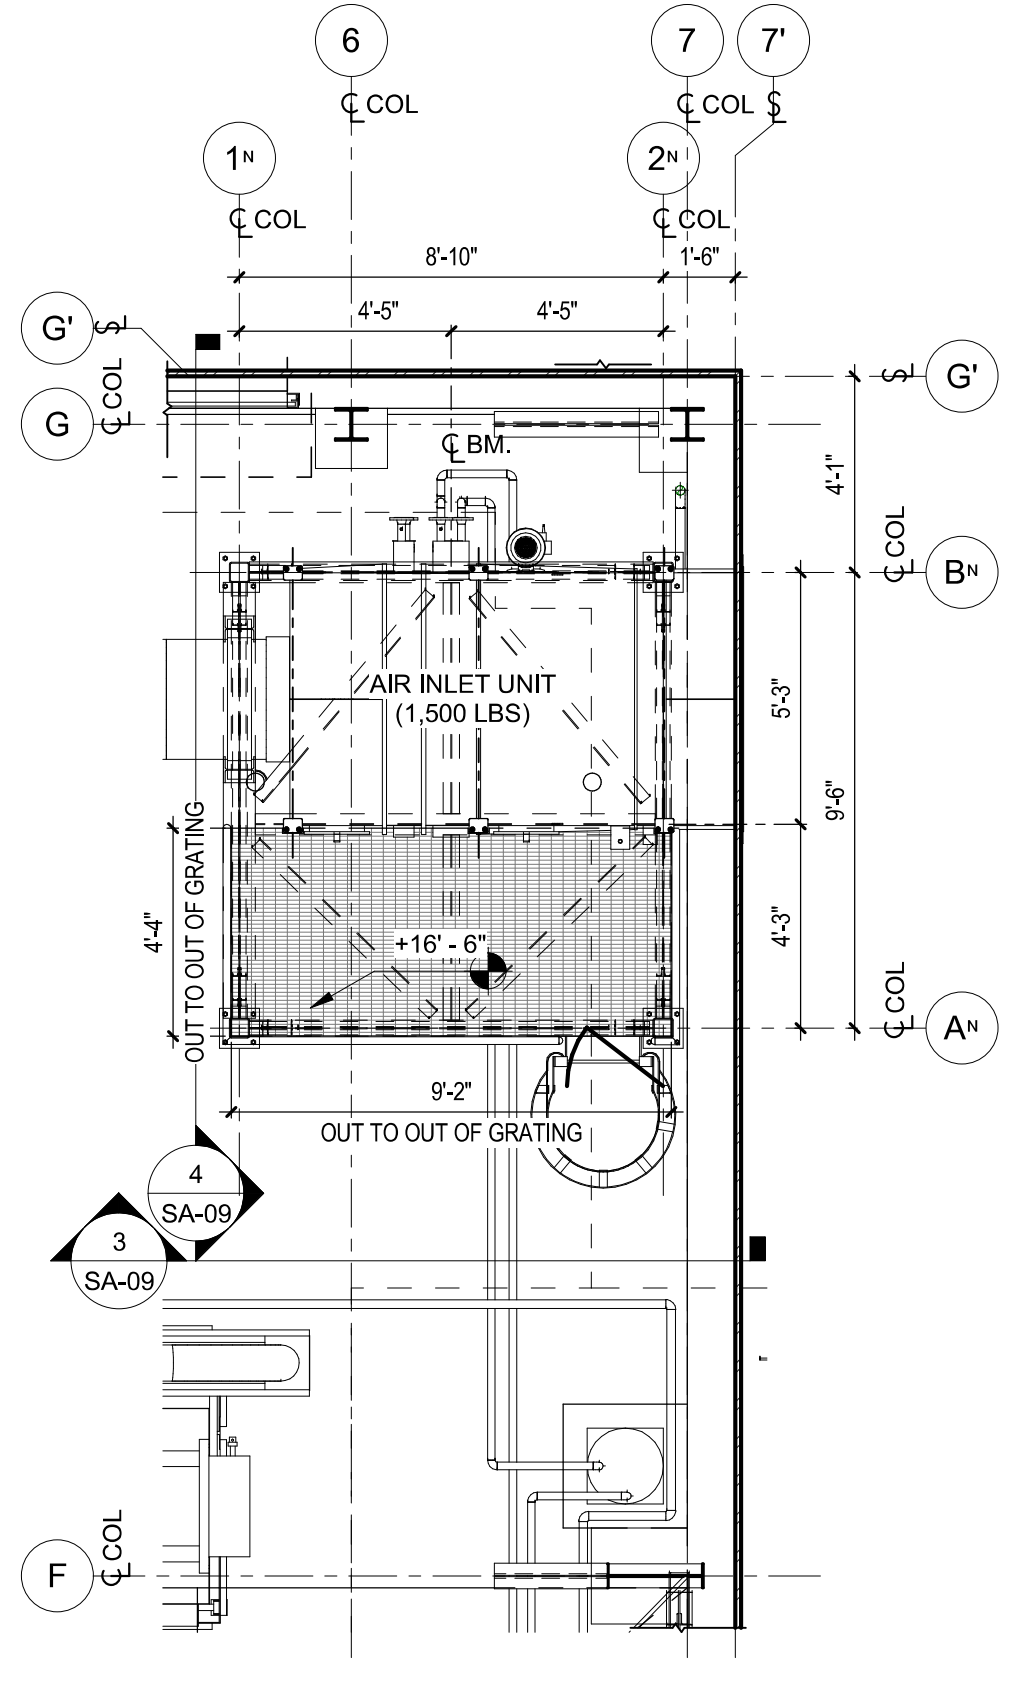 6
7
7'
℄ COL
℄ COL
1ᴺ
2ᴺ
℄ COL
℄ COL
8'-10"
1'-6"
4'-5"
4'-5"
G'
G'
℄ COL
G
℄ BM.
4'-1"
℄ COL
Bᴺ
AIR INLET UNIT
(1,500 LBS)
5'-3"
9'-6"
OUT TO OUT OF GRATING
4'-4"
+16' - 6"
4'-3"
℄ COL
Aᴺ
9'-2"
OUT TO OUT OF GRATING
4
SA-09
3
SA-09
℄ COL
F